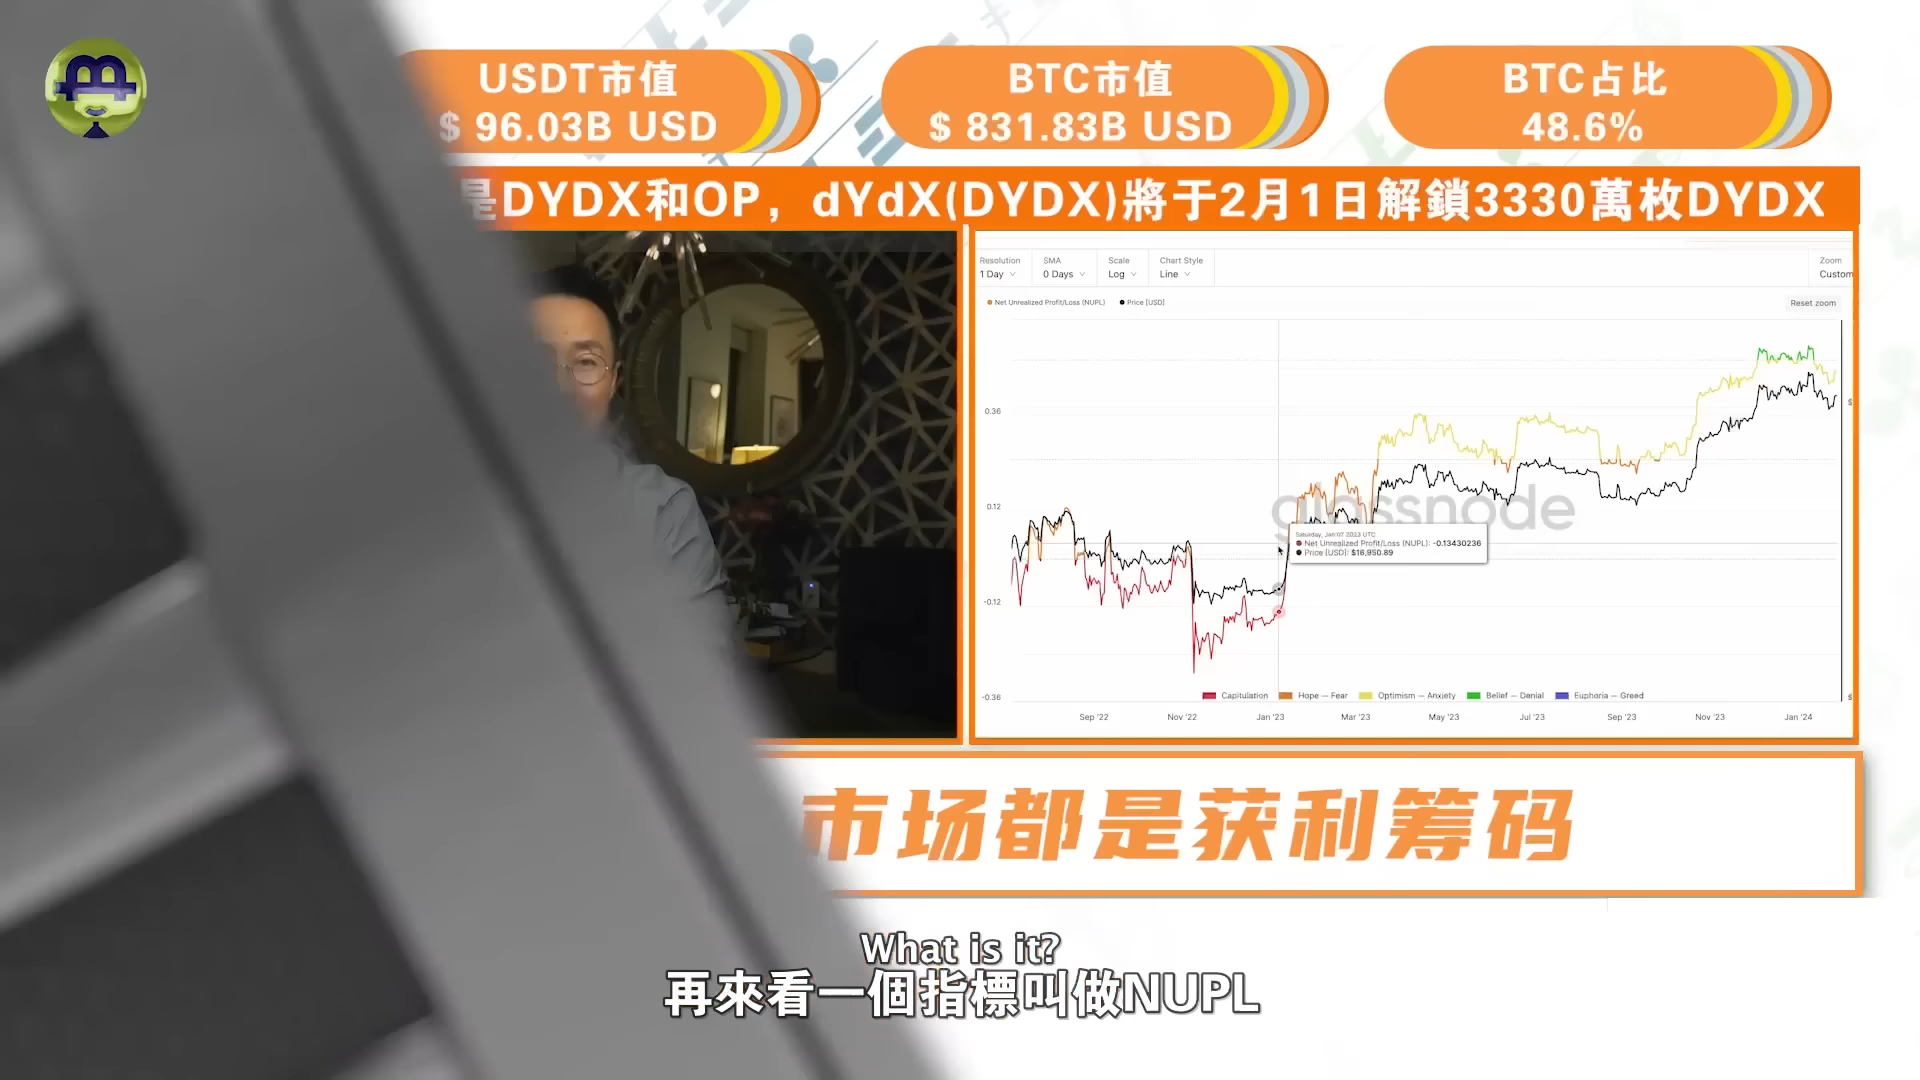 USDT市值
$ 96.03B USD
BTC市值
$ 831.83B USD
BTC占比
48.6%
是DYDX和OP，dYdX(DYDX)將于2月1日解鎖3330萬枚DYDX
Resolution
1 Day
SMA
0 Days
Scale
Log
Chart Style
Line
Zoom
Custom
Net Unrealized Profit/Loss (NUPL)
Price [USD]
Reset zoom
0.36
0.12
-0.12
-0.36
glassnode
Saturday, Jan 07 2023 UTC
Net Unrealized Profit/Loss (NUPL): -0.13430236
Price [USD]: $16,950.89
Capitulation
Hope — Fear
Optimism — Anxiety
Belief — Denial
Euphoria — Greed
Sep '22
Nov '22
Jan '23
Mar '23
May '23
Jul '23
Sep '23
Nov '23
Jan '24
市场都是获利筹码
What is it?
再來看一個指標叫做NUPL